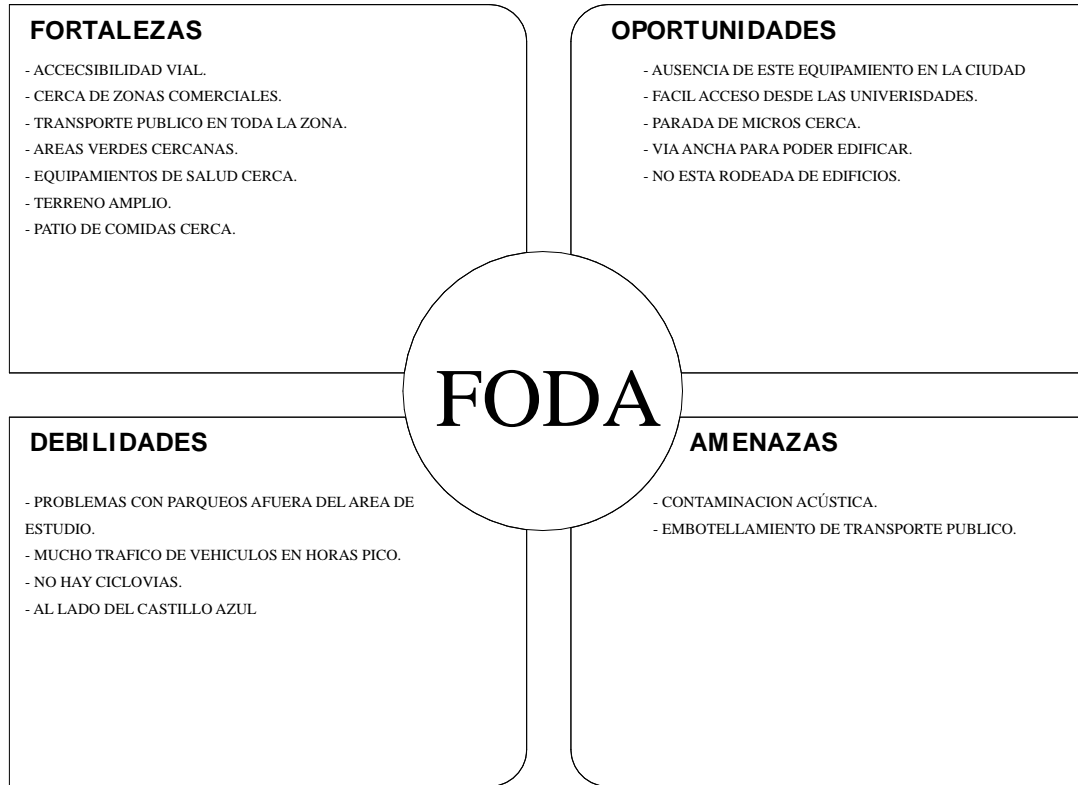 FORTALEZAS
- ACCECSIBILIDAD VIAL.
- CERCA DE ZONAS COMERCIALES.
- TRANSPORTE PUBLICO EN TODA LA ZONA.
- AREAS VERDES CERCANAS.
- EQUIPAMIENTOS DE SALUD CERCA.
- TERRENO AMPLIO.
- PATIO DE COMIDAS CERCA.
OPORTUNIDADES
- AUSENCIA DE ESTE EQUIPAMIENTO EN LA CIUDAD
- FACIL ACCESO DESDE LAS UNIVERISDADES.
- PARADA DE MICROS CERCA.
- VIA ANCHA PARA PODER EDIFICAR.
- NO ESTA RODEADA DE EDIFICIOS.
FODA
DEBILIDADES
- PROBLEMAS CON PARQUEOS AFUERA DEL AREA DE
ESTUDIO.
- MUCHO TRAFICO DE VEHICULOS EN HORAS PICO.
- NO HAY CICLOVIAS.
- AL LADO DEL CASTILLO AZUL
AMENAZAS
- CONTAMINACION ACÚSTICA.
- EMBOTELLAMIENTO DE TRANSPORTE PUBLICO.